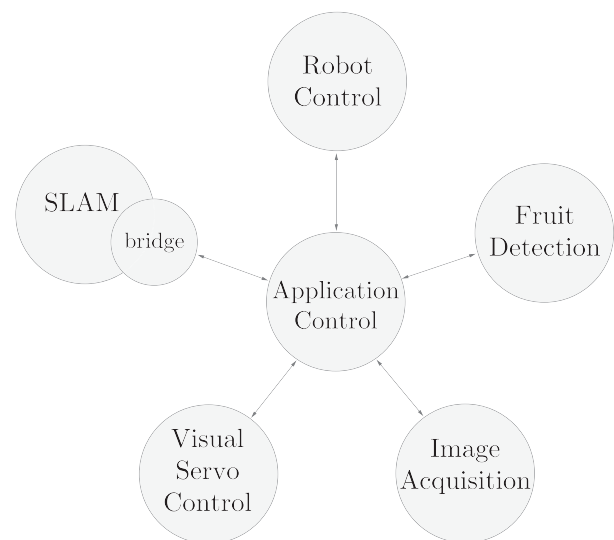 Robot
Control
SLAM
bridge
Fruit
Detection
Application
Control
Visual
Servo
Control
Image
Acquisition